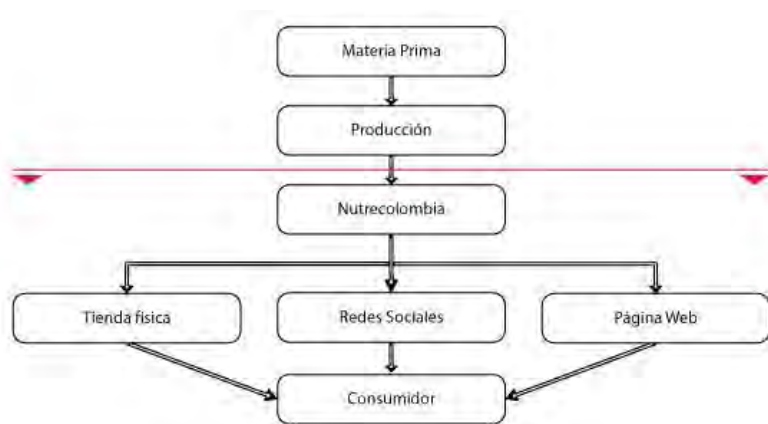 Materia Prima
Producción
Nutrecolombia
Tienda física
Redes Sociales
Página Web
Consumidor